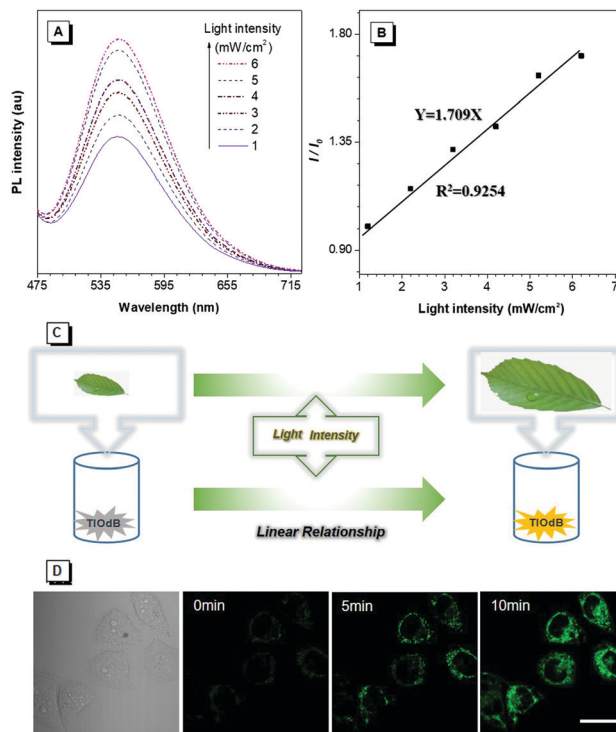 A
Light intensity
(mW/cm²)
6
5
4
3
2
1
PL intensity (au)
475
535
595
655
715
Wavelength (nm)
B
1.80
1.35
0.90
I / I₀
Y=1.709X
R²=0.9254
1
2
3
4
5
6
7
Light intensity (mW/cm²)
C
Light Intensity
TIOdB
Linear Relationship
TIOdB
D
0min
5min
10min